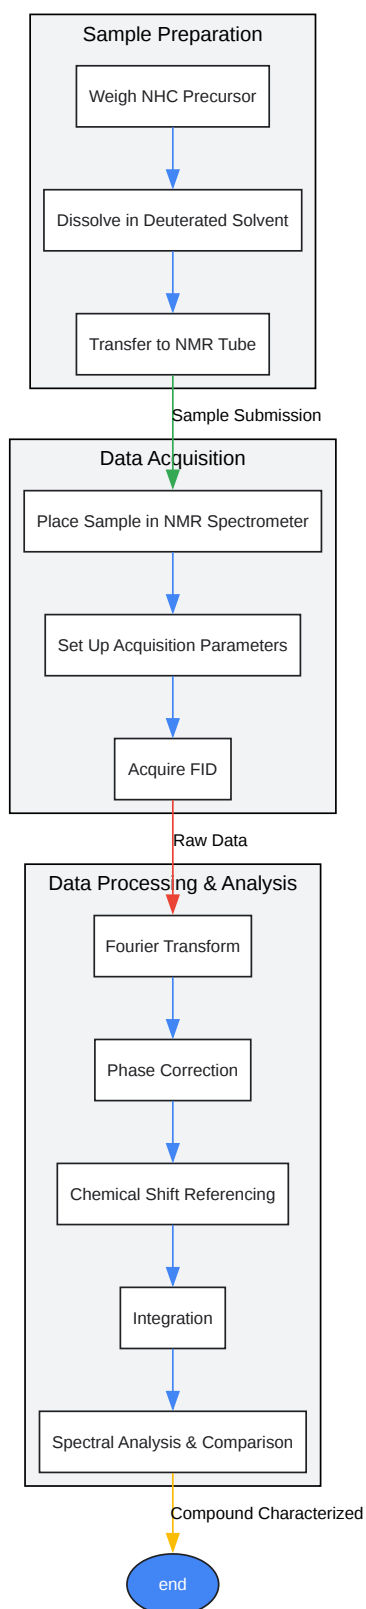 Sample Preparation
Weigh NHC Precursor
Dissolve in Deuterated Solvent
Transfer to NMR Tube
Sample Submission
Data Acquisition
Place Sample in NMR Spectrometer
Set Up Acquisition Parameters
Acquire FID
Raw Data
Data Processing & Analysis
Fourier Transform
Phase Correction
Chemical Shift Referencing
Integration
Spectral Analysis & Comparison
Compound Characterized
end